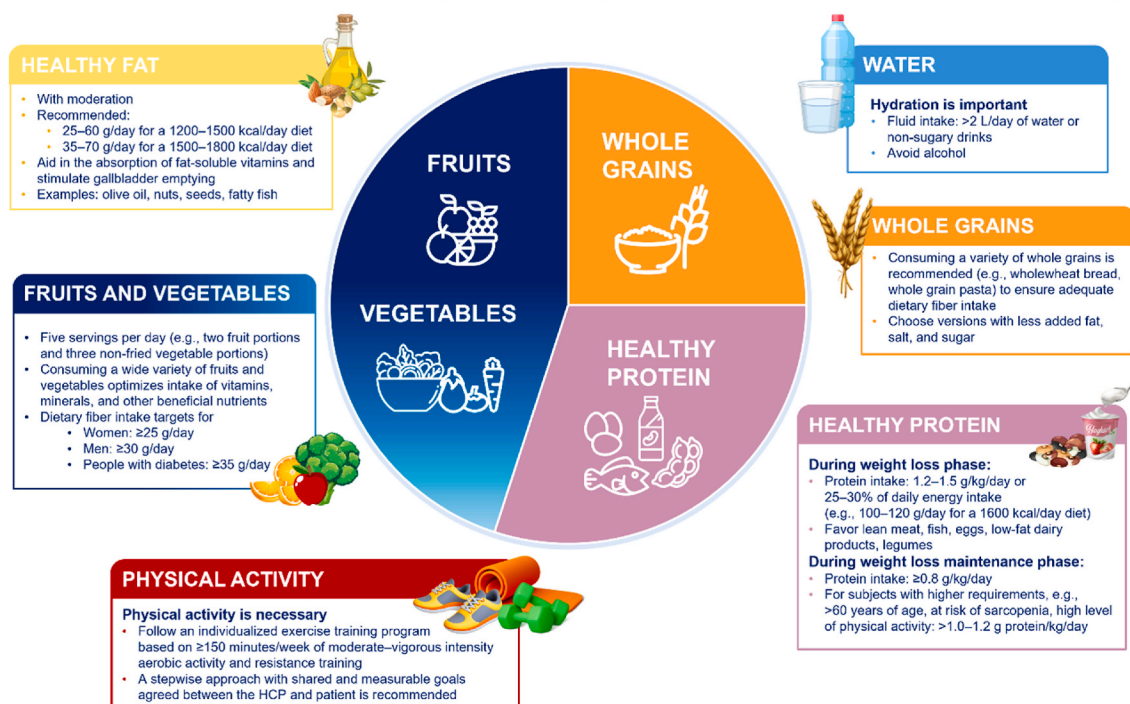 HEALTHY FAT
• With moderation
• Recommended:
• 25–60 g/day for a 1200–1500 kcal/day diet
• 35–70 g/day for a 1500–1800 kcal/day diet
• Aid in the absorption of fat-soluble vitamins and
stimulate gallbladder emptying
• Examples: olive oil, nuts, seeds, fatty fish
FRUITS AND VEGETABLES
• Five servings per day (e.g., two fruit portions
and three non-fried vegetable portions)
• Consuming a wide variety of fruits and
vegetables optimizes intake of vitamins,
minerals, and other beneficial nutrients
• Dietary fiber intake targets for
• Women: ≥25 g/day
• Men: ≥30 g/day
• People with diabetes: ≥35 g/day
FRUITS
VEGETABLES
WHOLE
GRAINS
HEALTHY
PROTEIN
WATER
Hydration is important
• Fluid intake: >2 L/day of water or
non-sugary drinks
• Avoid alcohol
WHOLE GRAINS
• Consuming a variety of whole grains is
recommended (e.g., wholewheat bread,
whole grain pasta) to ensure adequate
dietary fiber intake
• Choose versions with less added fat,
salt, and sugar
HEALTHY PROTEIN
Yoghurt
During weight loss phase:
• Protein intake: 1.2–1.5 g/kg/day or
25–30% of daily energy intake
(e.g., 100–120 g/day for a 1600 kcal/day diet)
• Favor lean meat, fish, eggs, low-fat dairy
products, legumes
During weight loss maintenance phase:
• Protein intake: ≥0.8 g/kg/day
• For subjects with higher requirements, e.g.,
>60 years of age, at risk of sarcopenia, high level
of physical activity: >1.0–1.2 g protein/kg/day
PHYSICAL ACTIVITY
Physical activity is necessary
• Follow an individualized exercise training program
based on ≥150 minutes/week of moderate–vigorous intensity
aerobic activity and resistance training
• A stepwise approach with shared and measurable goals
agreed between the HCP and patient is recommended